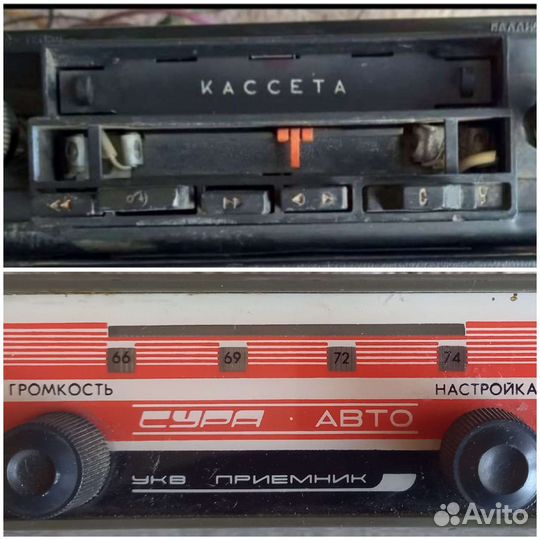 КАССЕТА
66 69 72 74
ГРОМКОСТЬ НАСТРОЙКА
СУРА АВТО
УКВ ПРИЕМНИК
Avito